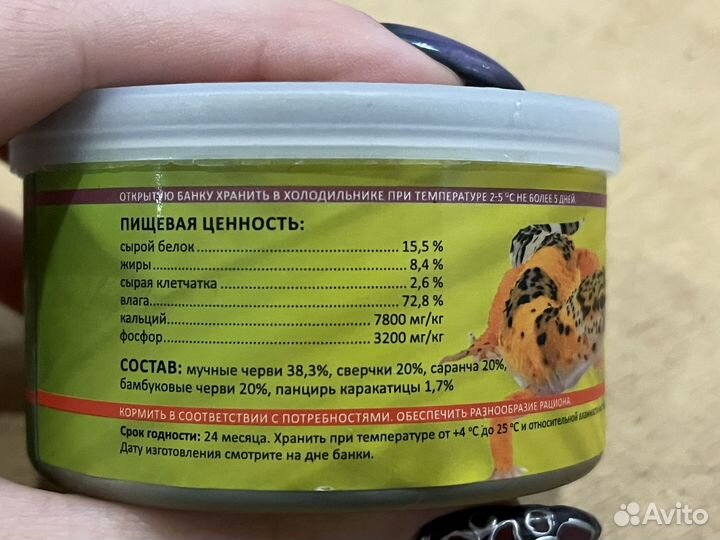 ОТКРЫТУЮ БАНКУ ХРАНИТЬ В ХОЛОДИЛЬНИКЕ ПРИ ТЕМПЕРАТУРЕ 2-5 °С НЕ БОЛЕЕ 5 ДНЕЙ
ПИЩЕВАЯ ЦЕННОСТЬ:
сырой белок 15,5 %
жиры 8,4 %
сырая клетчатка 2,6 %
влага 72,8 %
кальций 7800 мг/кг
фосфор 3200 мг/кг
СОСТАВ: мучные черви 38,3%, сверчки 20%, саранча 20%,
бамбуковые черви 20%, панцирь каракатицы 1,7%
КОРМИТЬ В СООТВЕТСТВИИ С ПОТРЕБНОСТЯМИ. ОБЕСПЕЧИТЬ РАЗНООБРАЗИЕ РАЦИОНА.
Срок годности: 24 месяца. Хранить при температуре от +4 °С до 25 °С и относительной влажности
Дату изготовления смотрите на дне банки.
Avito